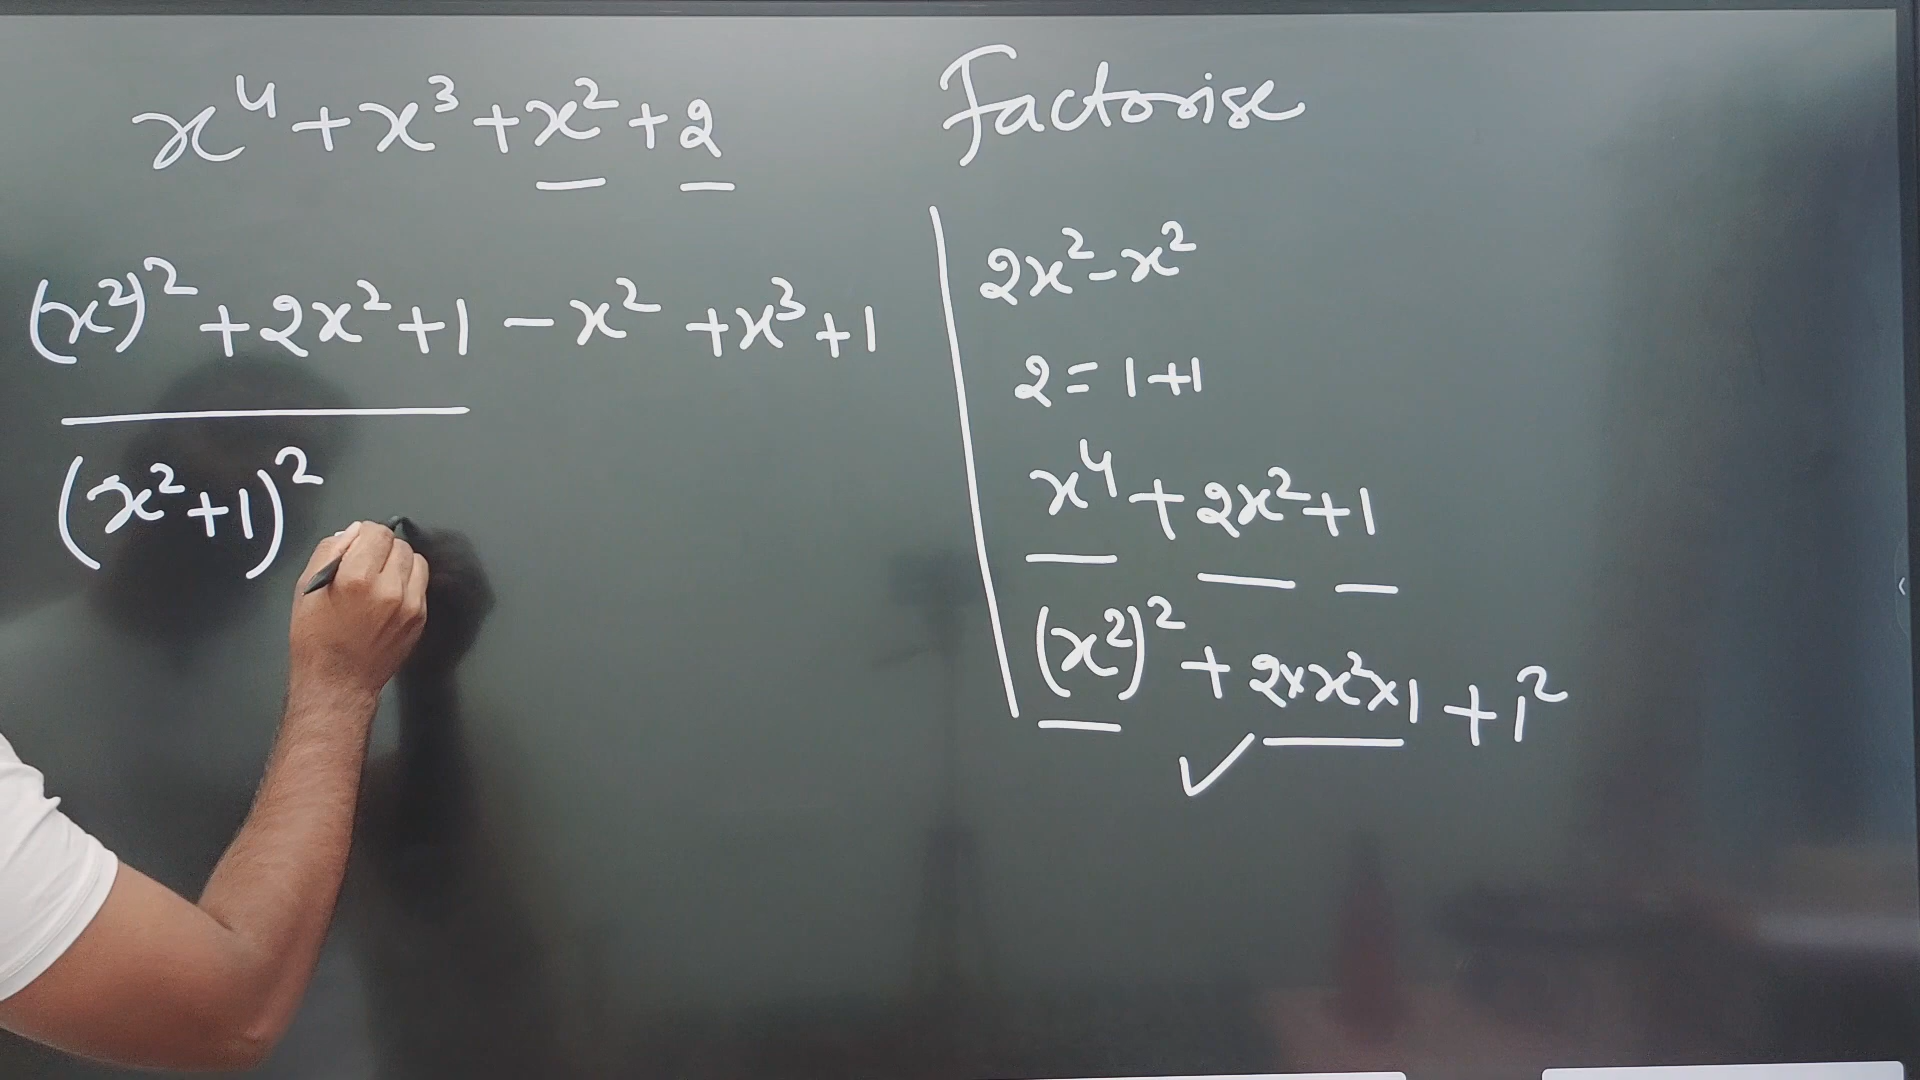 x⁴ + x³ + x² + 2
Factorise
(x²)² + 2x² + 1 - x² + x³ + 1
(x² + 1)²
2x² - x²
2 = 1 + 1
x⁴ + 2x² + 1
(x²)² + 2 × x² × 1 + 1²